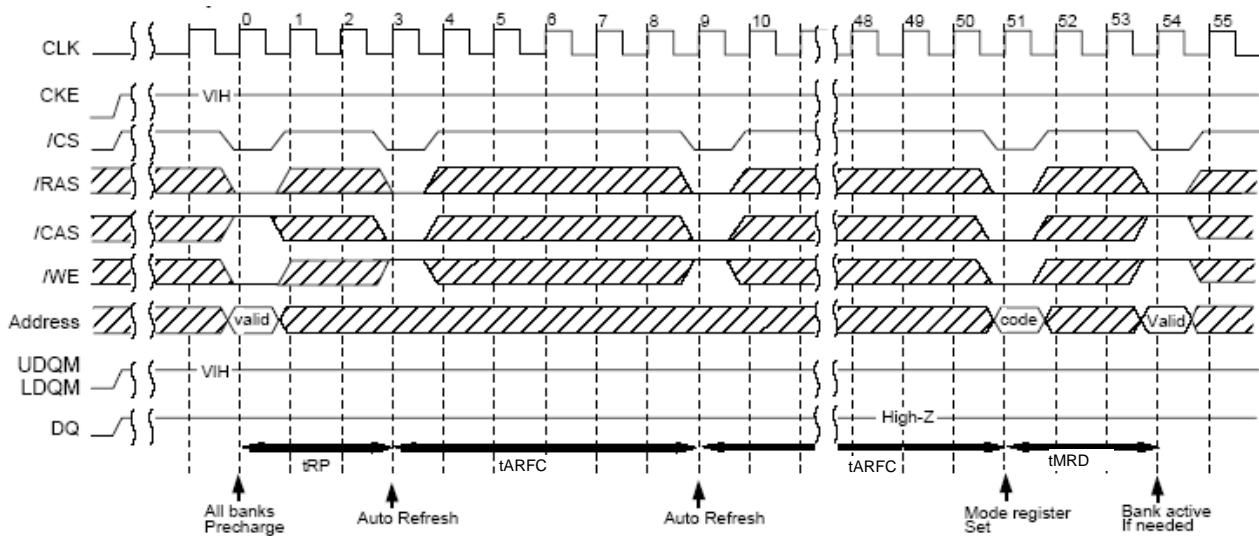 0 1 2 3 4 5 6 7 8 9 10 48 49 50 51 52 53 54 55
CLK
CKE VIH
/CS
/RAS
/CAS
/WE
Address valid code Valid
UDQM VIH
LDQM
DQ High-Z
tRP tARFC tARFC tMRD
All banks
Precharge
Auto Refresh
Auto Refresh
Mode register
Set
Bank active
If needed